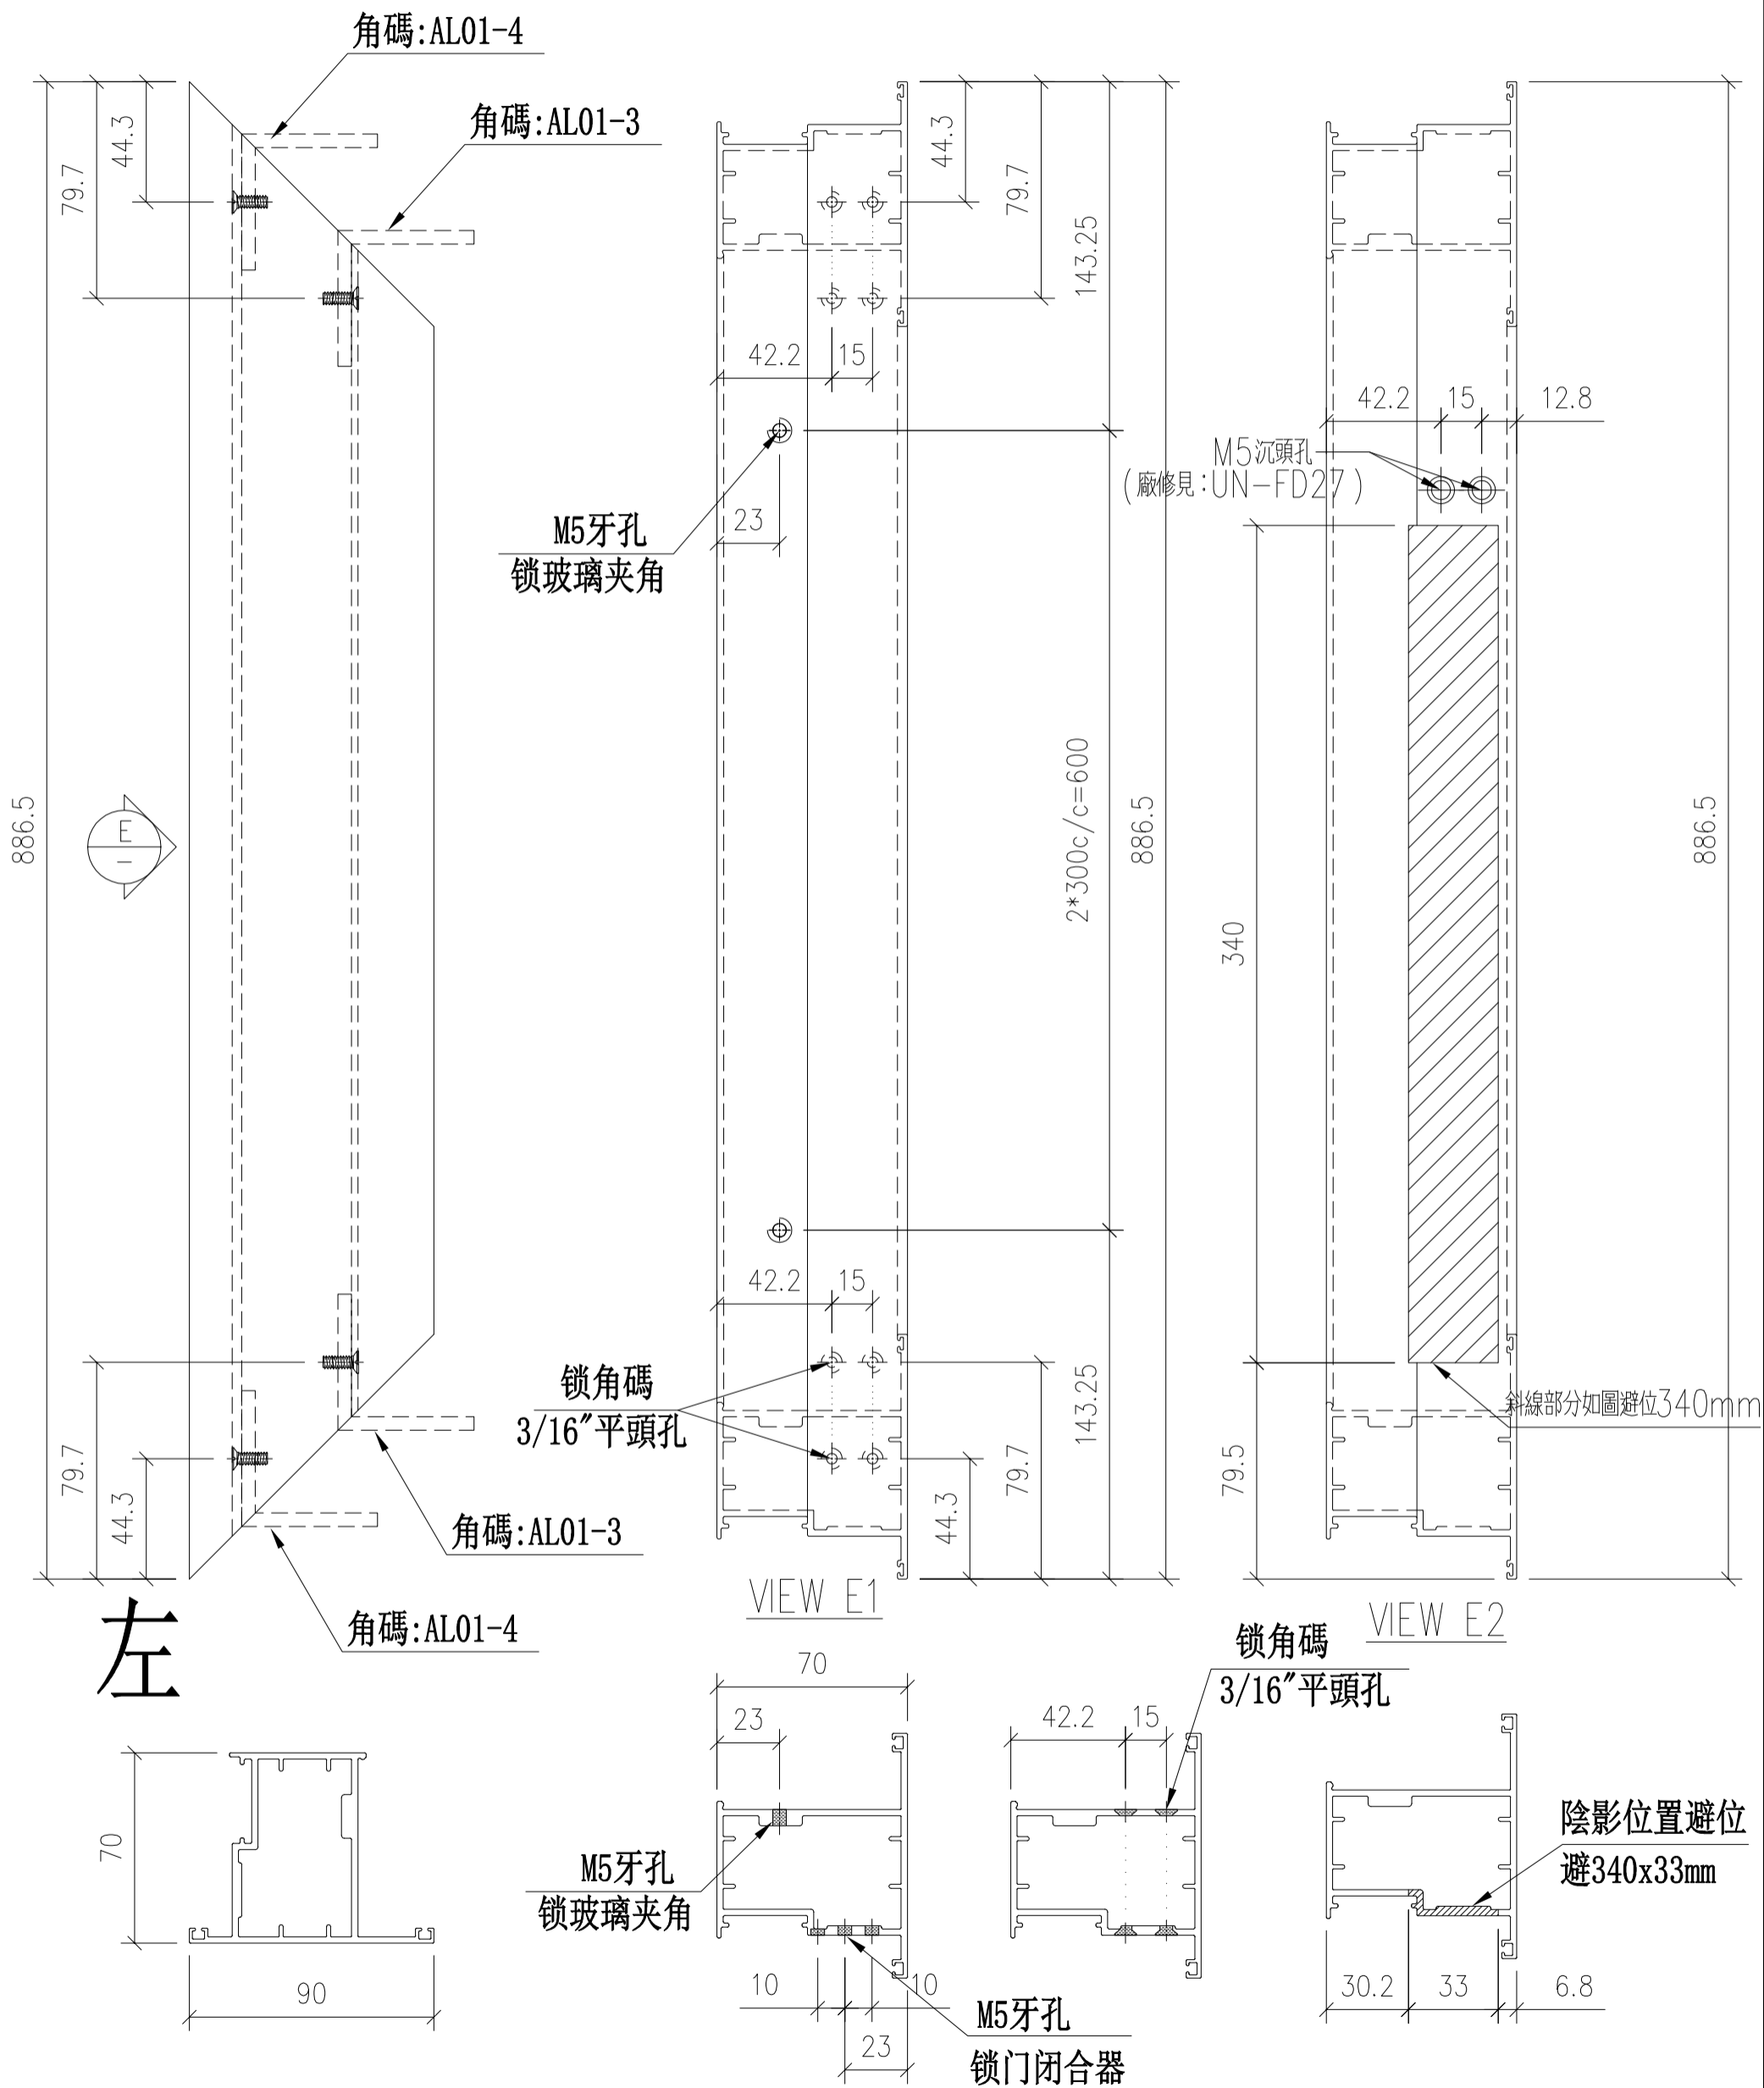 角碼:AL01-4
角碼:AL01-3
44.3
79.7
886.5
E
79.7
44.3
角碼:AL01-3
角碼:AL01-4
左
44.3
79.7
143.25
42.2
15
M5牙孔
锁玻璃夹角
23
2*300c/c=600
886.5
42.2
15
锁角碼
3/16"平頭孔
143.25
79.7
44.3
VIEW E1
42.2
15
12.8
M5沉頭孔
(廠修見:UN-FD27)
340
886.5
斜線部分如圖避位340mm
79.5
VIEW E2
70
90
70
23
M5牙孔
锁玻璃夹角
10
10
23
M5牙孔
锁门闭合器
42.2
15
锁角碼
3/16"平頭孔
陰影位置避位
避340x33mm
30.2
33
6.8